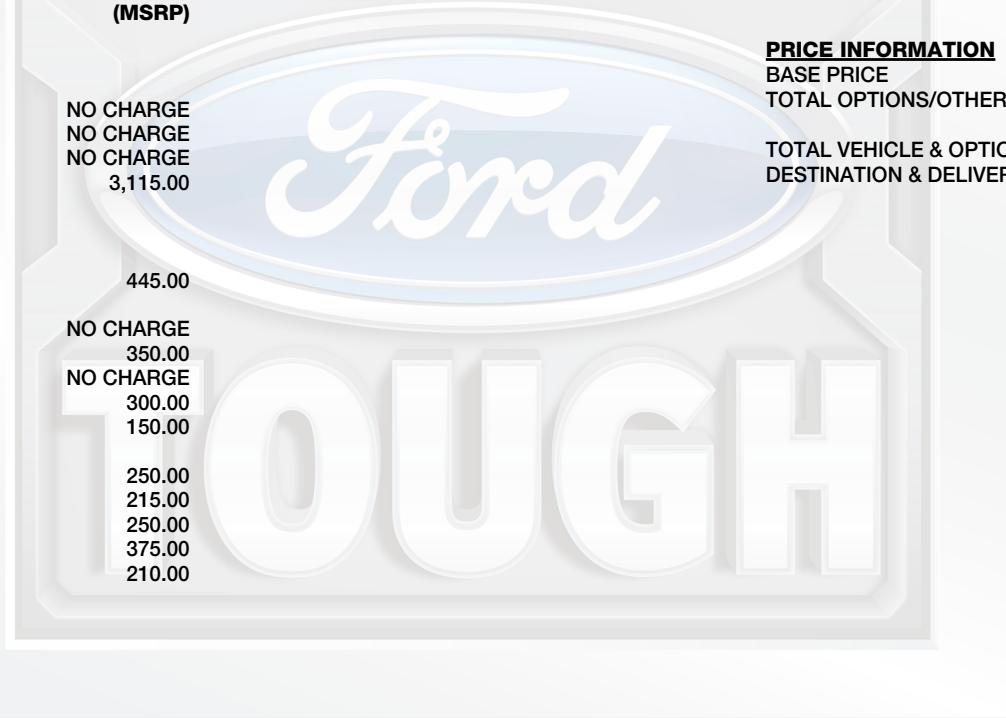 (MSRP)
NO CHARGE
NO CHARGE
NO CHARGE
3,115.00
445.00
NO CHARGE
350.00
NO CHARGE
300.00
150.00
250.00
215.00
250.00
375.00
210.00
PRICE INFORMATION
BASE PRICE
TOTAL OPTIONS/OTHER
TOTAL VEHICLE & OPTIO
DESTINATION & DELIVER
Ford
TOUGH